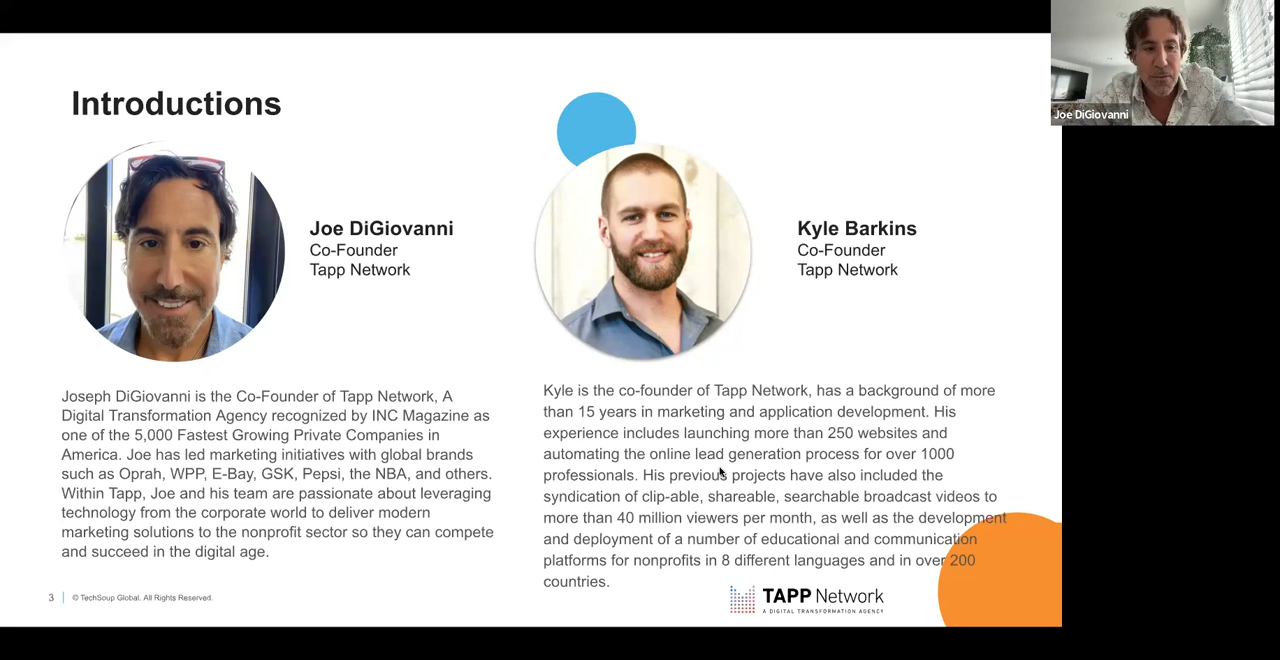 Introductions
Joe DiGiovanni
Co-Founder
Tapp Network
Joseph DiGiovanni is the Co-Founder of Tapp Network, A
Digital Transformation Agency recognized by INC Magazine as
one of the 5,000 Fastest Growing Private Companies in
America. Joe has led marketing initiatives with global brands
such as Oprah, WPP, E-Bay, GSK, Pepsi, the NBA, and others.
Within Tapp, Joe and his team are passionate about leveraging
technology from the corporate world to deliver modern
marketing solutions to the nonprofit sector so they can compete
and succeed in the digital age.
Kyle Barkins
Co-Founder
Tapp Network
Kyle is the co-founder of Tapp Network, has a background of more
than 15 years in marketing and application development. His
experience includes launching more than 250 websites and
automating the online lead generation process for over 1000
professionals. His previous projects have also included the
syndication of clip-able, shareable, searchable broadcast videos to
more than 40 million viewers per month, as well as the development
and deployment of a number of educational and communication
platforms for nonprofits in 8 different languages and in over 200
countries.
3 © TechSoup Global. All Rights Reserved.
TAPP Network
A DIGITAL TRANSFORMATION AGENCY
Joe DiGiovanni